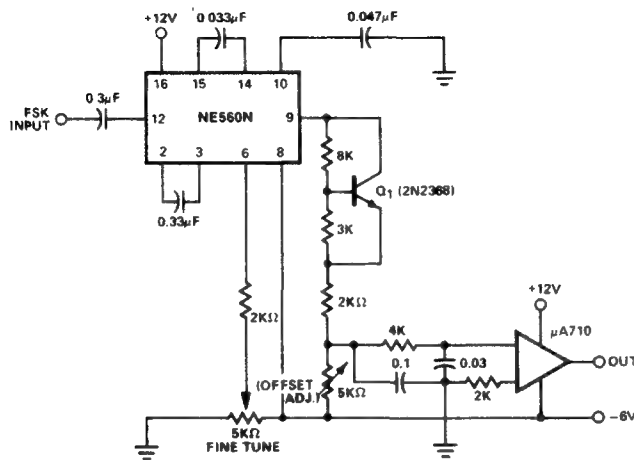 +12V
0.033µF
0.047µF
16
15
14
10
FSK
INPUT
0 3µF
12
NE560N
9
2
3
6
8
0.33µF
8K
Q1 (2N2368)
3K
2KΩ
2KΩ
+12V
µA710
4K
0.1
0.03
2K
OUT
(OFFSET
ADJ.)
5KΩ
5KΩ
FINE TUNE
-6V